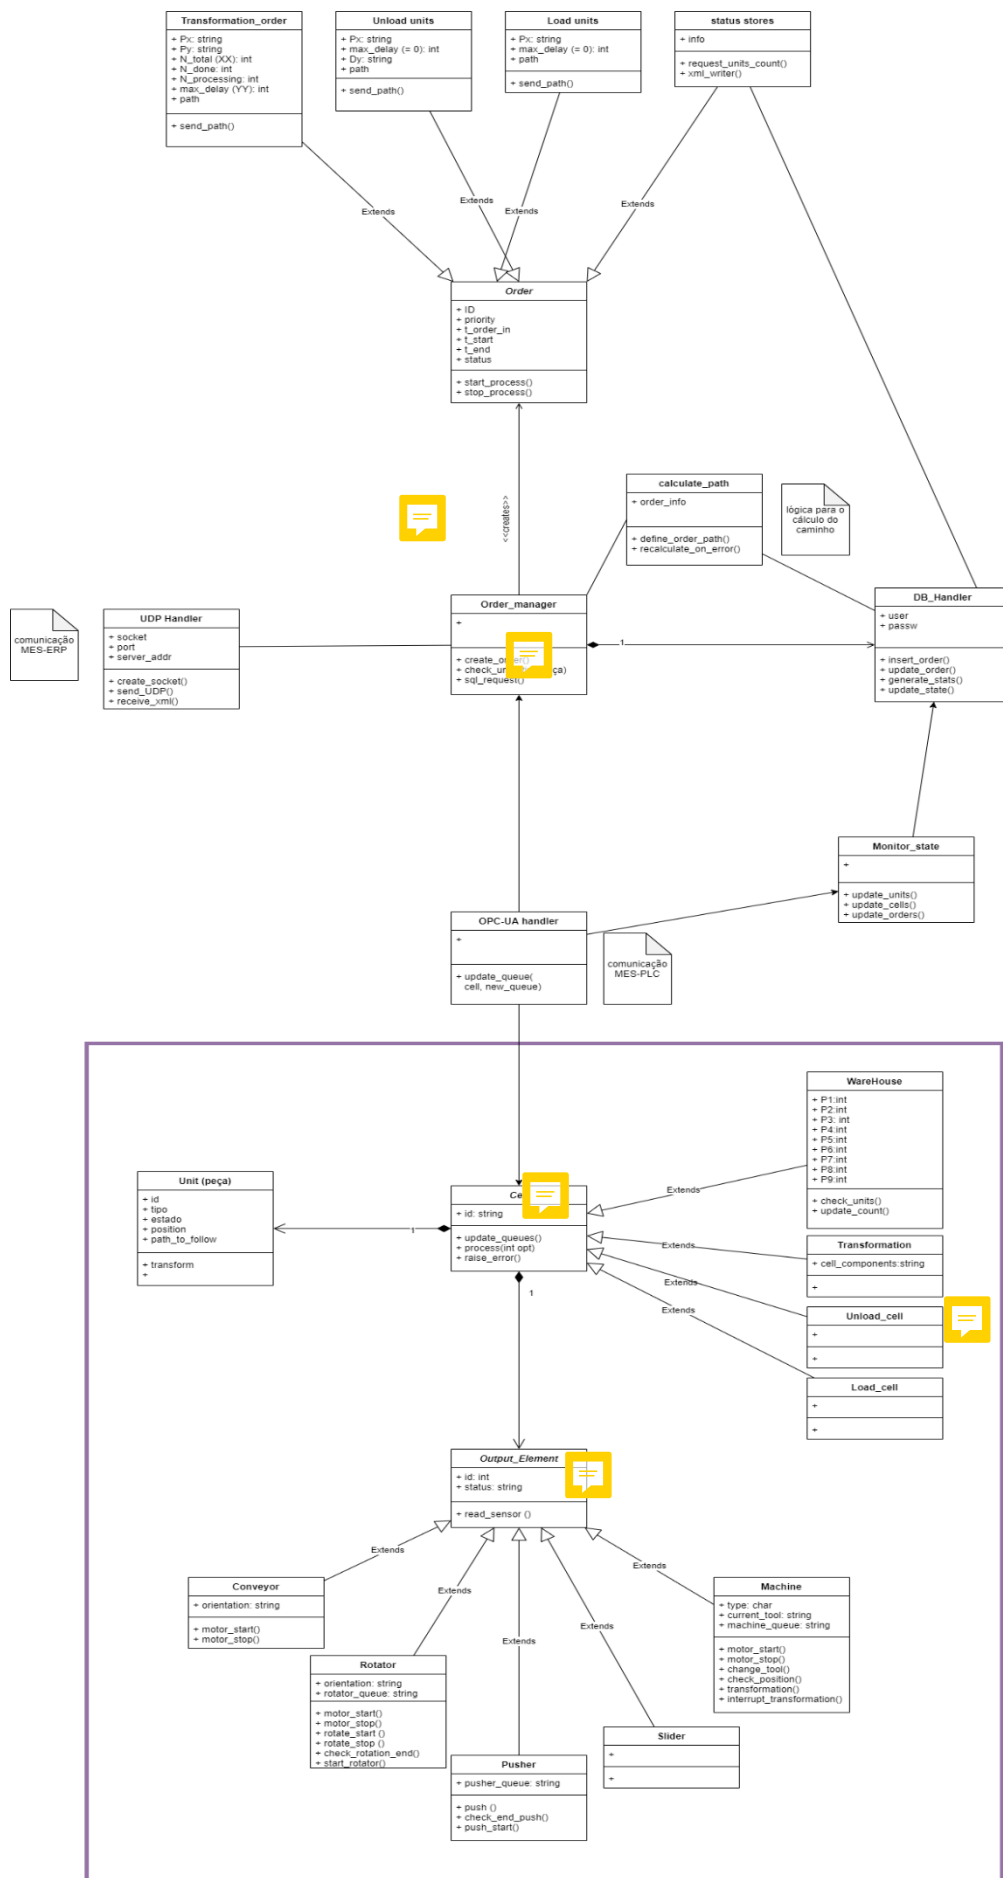 Transformation_order
+ Px: string
+ Py: string
+ N_total (XX): int
+ N_done: int
+ N_processing: int
+ max_delay (YY): int
+ path
+ send_path()
Unload units
+ Px: string
+ max_delay (= 0): int
+ Dy: string
+ path
+ send_path()
Load units
+ Px: string
+ max_delay (= 0): int
+ path
+ send_path()
status stores
+ info
+ request_units_count()
+ xml_writer()
Extends
Extends
Extends
Extends
Order
+ ID
+ priority
+ t_order_in
+ t_start
+ t_end
+ status
+ start_process()
+ stop_process()
<<creates>>
calculate_path
+ order_info
+ define_order_path()
+ recalculate_on_error()
lógica para o
cálculo do
caminho
comunicação
MES-ERP
UDP Handler
+ socket
+ port
+ server_addr
+ create_socket()
+ send_UDP()
+ receive_xml()
Order_manager
+
+ create_order()
+ check_un
ça)
+ sql_request()
1
DB_Handler
+ user
+ passw
+ insert_order()
+ update_order()
+ generate_stats()
+ update_state()
Monitor_state
+
+ update_units()
+ update_cells()
+ update_orders()
OPC-UA handler
+
+ update_queue(
cell, new_queue)
comunicação
MES-PLC
WareHouse
+ P1:int
+ P2:int
+ P3: int
+ P4:int
+ P5:int
+ P6:int
+ P7:int
+ P8:int
+ P9:int
+ check_units()
+ update_count()
Unit (peça)
+ id
+ tipo
+ estado
+ position
+ path_to_follow
+ transform
+
1
Ce
+ id: string
+ update_queues()
+ process(int opt)
+ raise_error()
1
Extends
Extends
Extends
Extends
Transformation
+ cell_components:string
+
Unload_cell
+
+
Load_cell
+
+
Output_Element
+ id: int
+ status: string
+ read_sensor ()
Extends
Extends
Extends
Extends
Extends
Conveyor
+ orientation: string
+ motor_start()
+ motor_stop()
Rotator
+ orientation: string
+ rotator_queue: string
+ motor_start()
+ motor_stop()
+ rotate_start ()
+ rotate_stop ()
+ check_rotation_end()
+ start_rotator()
Pusher
+ pusher_queue: string
+ push ()
+ check_end_push()
+ push_start()
Slider
+
+
Machine
+ type: char
+ current_tool: string
+ machine_queue: string
+ motor_start()
+ motor_stop()
+ change_tool()
+ check_position()
+ transformation()
+ interrupt_transformation()